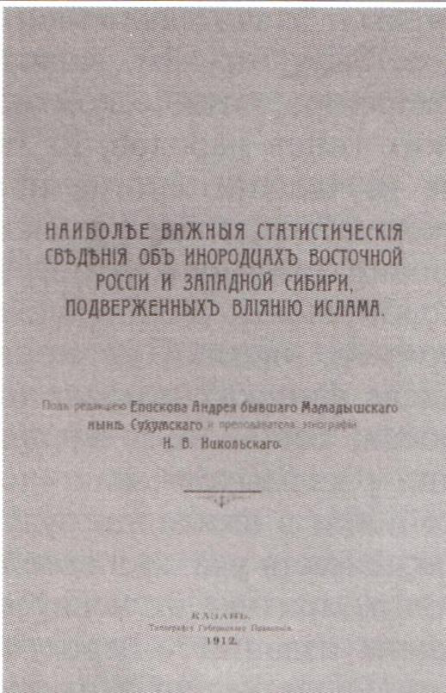 НАИБОЛѢЕ ВАЖНЫЯ СТАТИСТИЧЕСКІЯ
СВѢДѢНІЯ ОБЪ ИНОРОДЦАХЪ ВОСТОЧНОЙ
РОССІИ И ЗАПАДНОЙ СИБИРИ,
ПОДВЕРЖЕННЫХЪ ВЛІЯНІЮ ИСЛАМА.
Подъ редакціею Епископа Андрея бывшаго Мамадышскаго
нынѣ Сухумскаго и преподавателя этнографіи
Н. В. Никольскаго.
КАЗАНЬ.
Типографія Губернскаго Правленія.
1912.